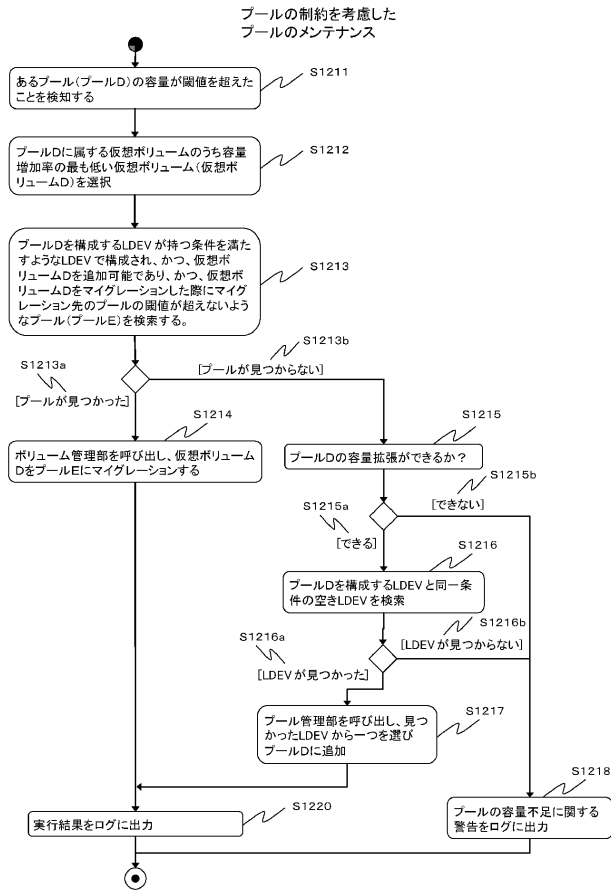 プールの制約を考慮した
プールのメンテナンス
S1211
あるプール(プールD)の容量が閾値を超えた
ことを検知する
S1212
プールDに属する仮想ボリュームのうち容量
増加率の最も低い仮想ボリューム(仮想ボ
リュームD)を選択
S1213
プールDを構成するLDEVが持つ条件を満た
すようなLDEVで構成され、かつ、仮想ボ
リュームDを追加可能であり、かつ、仮想ボ
リュームDをマイグレーションした際にマイグ
レーション先のプールの閾値が超えないよう
なプール(プールE)を検索する。
S1213a
[プールが見つかった]
S1213b
[プールが見つからない]
S1214
ボリューム管理部を呼び出し、仮想ボリューム
DをプールEにマイグレーションする
S1215
プールDの容量拡張ができるか?
S1215a
[できる]
S1215b
[できない]
S1216
プールDを構成するLDEVと同一条
件の空きLDEVを検索
S1216a
[LDEVが見つかった]
S1216b
[LDEVが見つからない]
S1217
プール管理部を呼び出し、見つ
かったLDEVから一つを選び
プールDに追加
S1218
プールの容量不足に関する
警告をログに出力
S1220
実行結果をログに出力